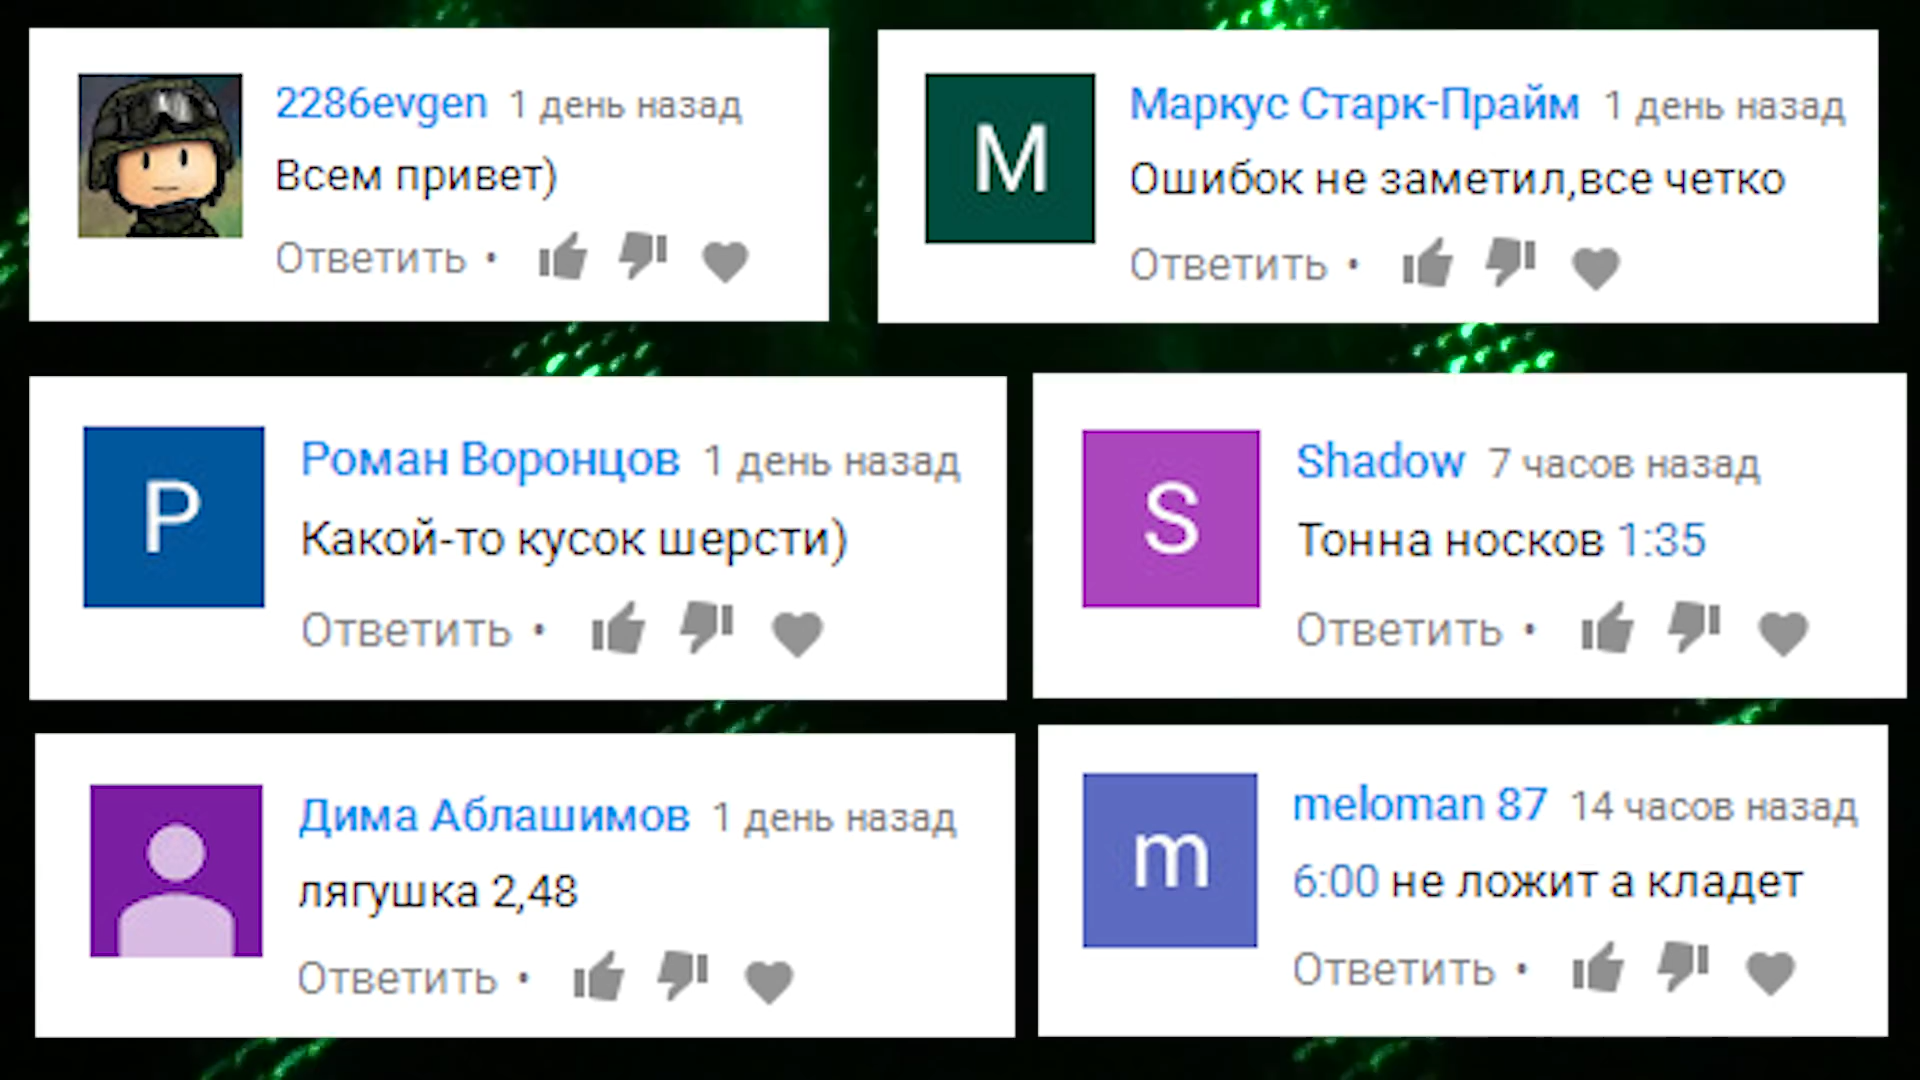 2286evgen 1 день назад
Всем привет)
Ответить •
М
Маркус Старк-Прайм 1 день назад
Ошибок не заметил,все четко
Ответить •
Р
Роман Воронцов 1 день назад
Какой-то кусок шерсти)
Ответить •
S
Shadow 7 часов назад
Тонна носков 1:35
Ответить •
Дима Аблашимов 1 день назад
лягушка 2,48
Ответить •
m
meloman 87 14 часов назад
6:00 не ложит а кладет
Ответить •